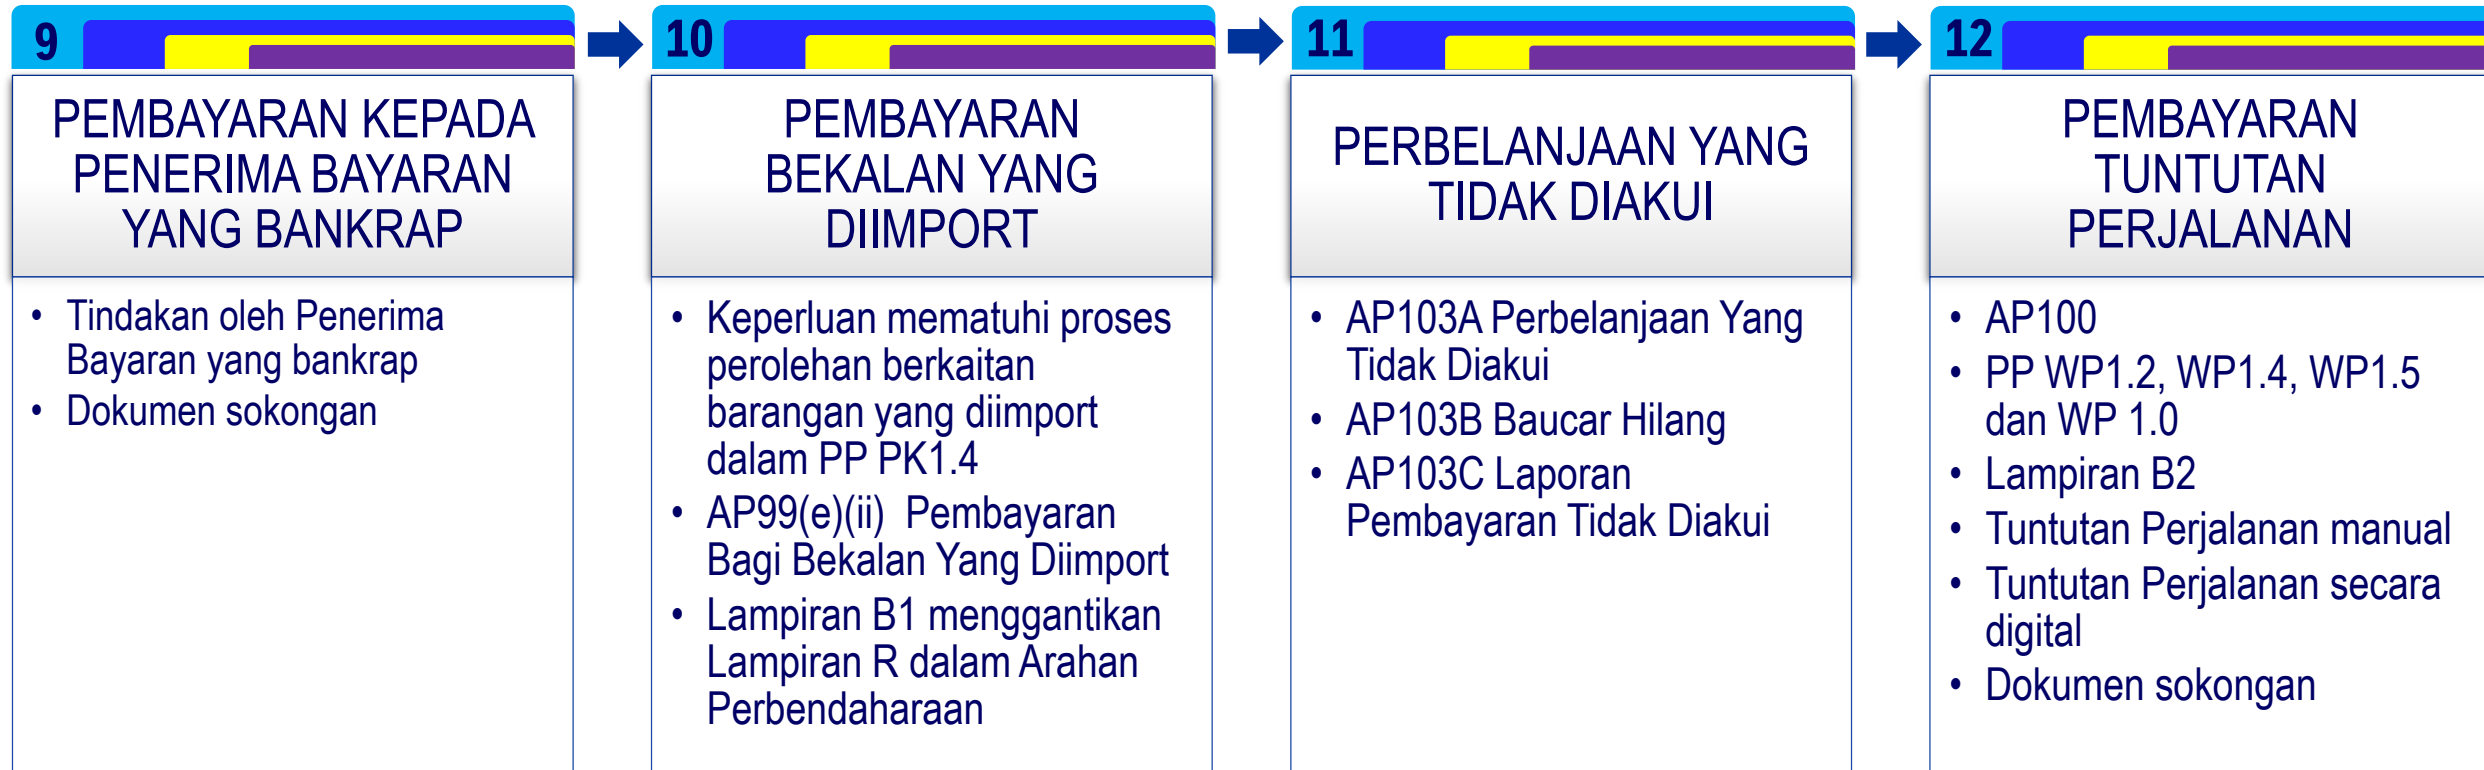 9
PEMBAYARAN KEPADA
PENERIMA BAYARAN
YANG BANKRAP
• Tindakan oleh Penerima
Bayaran yang bankrap
• Dokumen sokongan
10
PEMBAYARAN
BEKALAN YANG
DIIMPORT
• Keperluan mematuhi proses
perolehan berkaitan
barangan yang diimport
dalam PP PK1.4
• AP99(e)(ii) Pembayaran
Bagi Bekalan Yang Diimport
• Lampiran B1 menggantikan
Lampiran R dalam Arahan
Perbendaharaan
11
PERBELANJAAN YANG
TIDAK DIAKUI
• AP103A Perbelanjaan Yang
Tidak Diakui
• AP103B Baucar Hilang
• AP103C Laporan
Pembayaran Tidak Diakui
12
PEMBAYARAN
TUNTUTAN
PERJALANAN
• AP100
• PP WP1.2, WP1.4, WP1.5
dan WP 1.0
• Lampiran B2
• Tuntutan Perjalanan manual
• Tuntutan Perjalanan secara
digital
• Dokumen sokongan